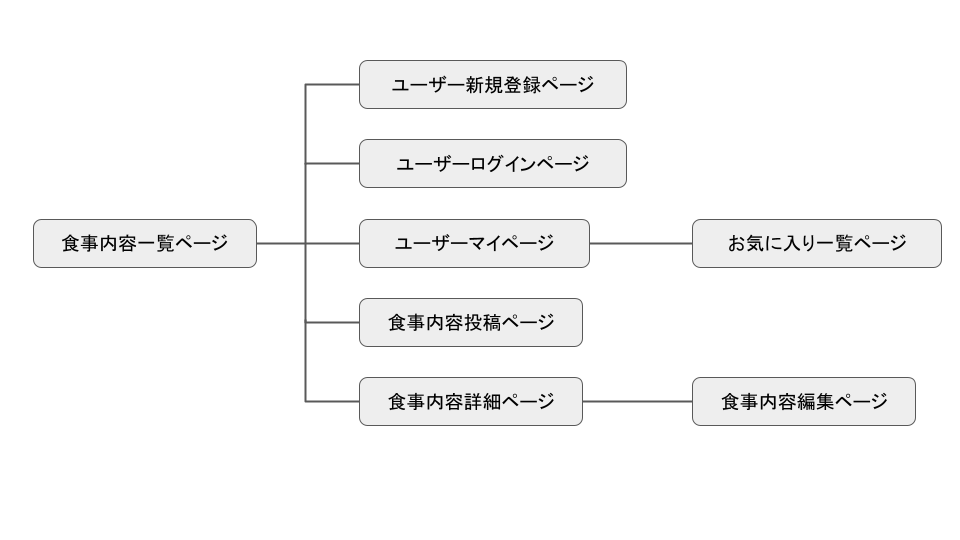 ユーザー新規登録ページ
ユーザーログインページ
食事内容一覧ページ
ユーザーマイページ
お気に入り一覧ページ
食事内容投稿ページ
食事内容詳細ページ
食事内容編集ページ